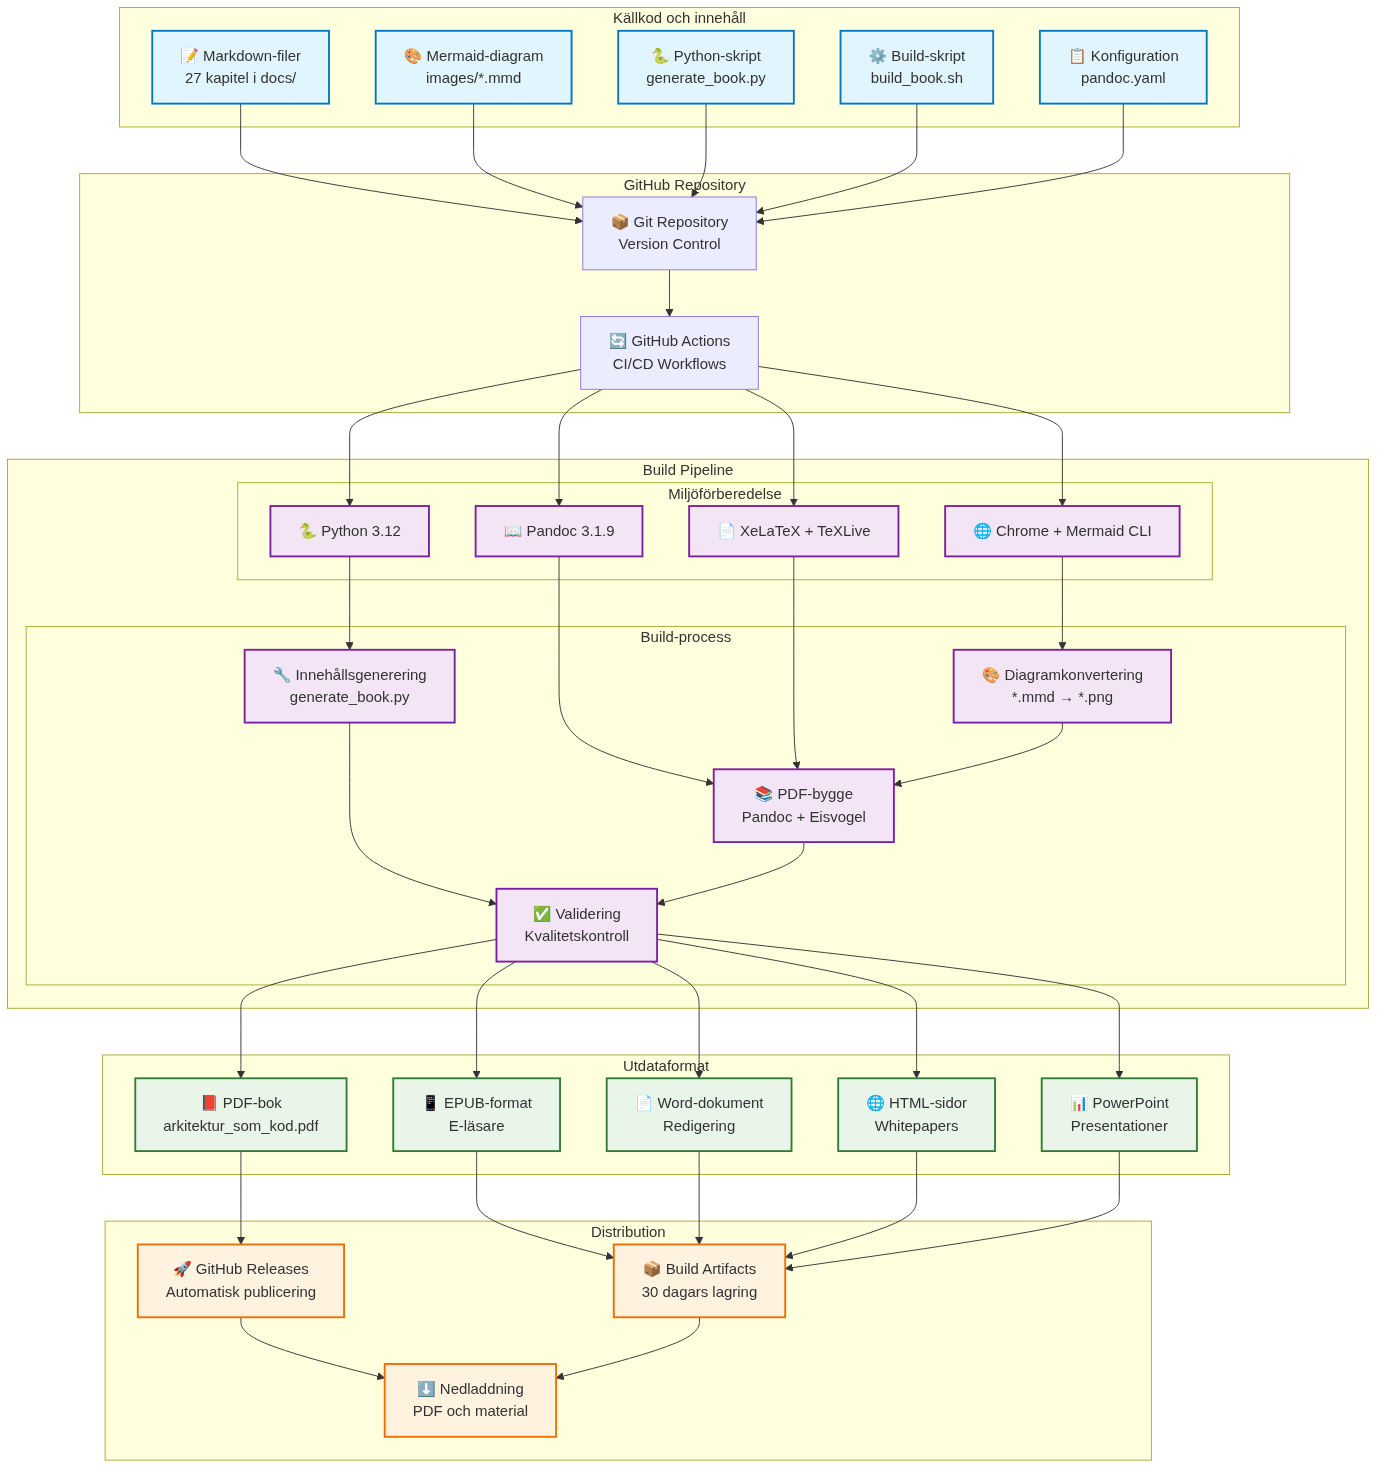 Källkod och innehåll
📝 Markdown-filer
27 kapitel i docs/
🎨 Mermaid-diagram
images/*.mmd
🐍 Python-skript
generate_book.py
⚙️ Build-skript
build_book.sh
📋 Konfiguration
pandoc.yaml
GitHub Repository
📦 Git Repository
Version Control
🔄 GitHub Actions
CI/CD Workflows
Build Pipeline
Miljöförberedelse
🐍 Python 3.12
📖 Pandoc 3.1.9
📄 XeLaTeX + TeXLive
🌐 Chrome + Mermaid CLI
Build-process
🔧 Innehållsgenerering
generate_book.py
🎨 Diagramkonvertering
*.mmd → *.png
📚 PDF-bygge
Pandoc + Eisvogel
✅ Validering
Kvalitetskontroll
Utdataformat
📕 PDF-bok
arkitektur_som_kod.pdf
📱 EPUB-format
E-läsare
📄 Word-dokument
Redigering
🌐 HTML-sidor
Whitepapers
📊 PowerPoint
Presentationer
Distribution
🚀 GitHub Releases
Automatisk publicering
📦 Build Artifacts
30 dagars lagring
⬇️ Nedladdning
PDF och material